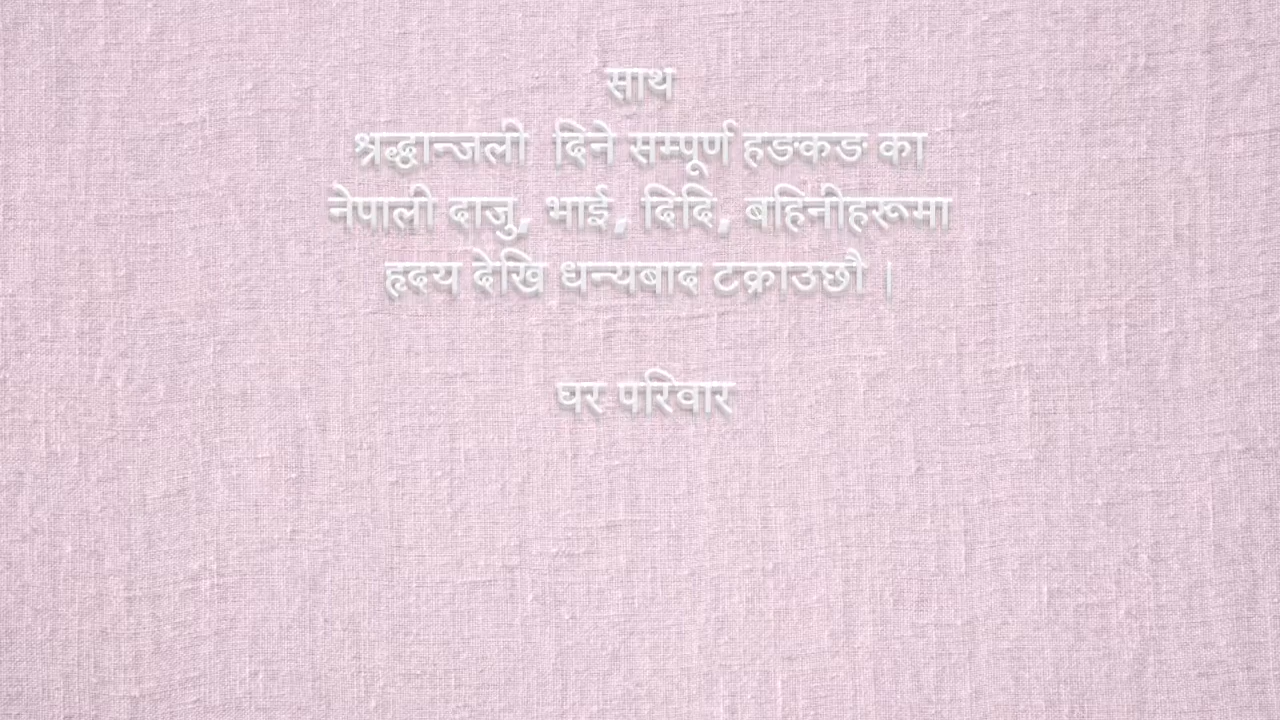 साथ
श्रद्धान्जली दिने सम्पूर्ण हङकङ का
नेपाली दाजु, भाई, दिदि, बहिनीहरूमा
हृदय देखि धन्यबाद टक्राउछौ ।
घर परिवार